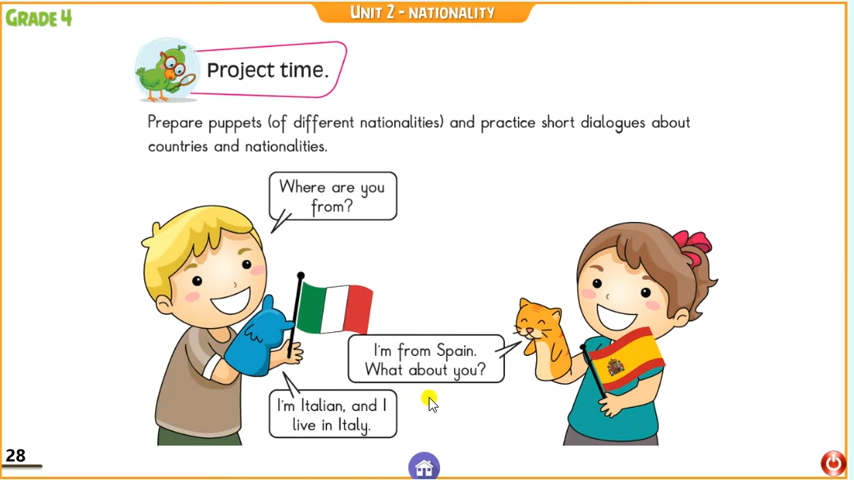 GRADE 4
UNIT 2 - NATIONALITY
Project time.
Prepare puppets (of different nationalities) and practice short dialogues about
countries and nationalities.
Where are you
from?
I'm from Spain.
What about you?
I'm Italian, and I
live in Italy.
28